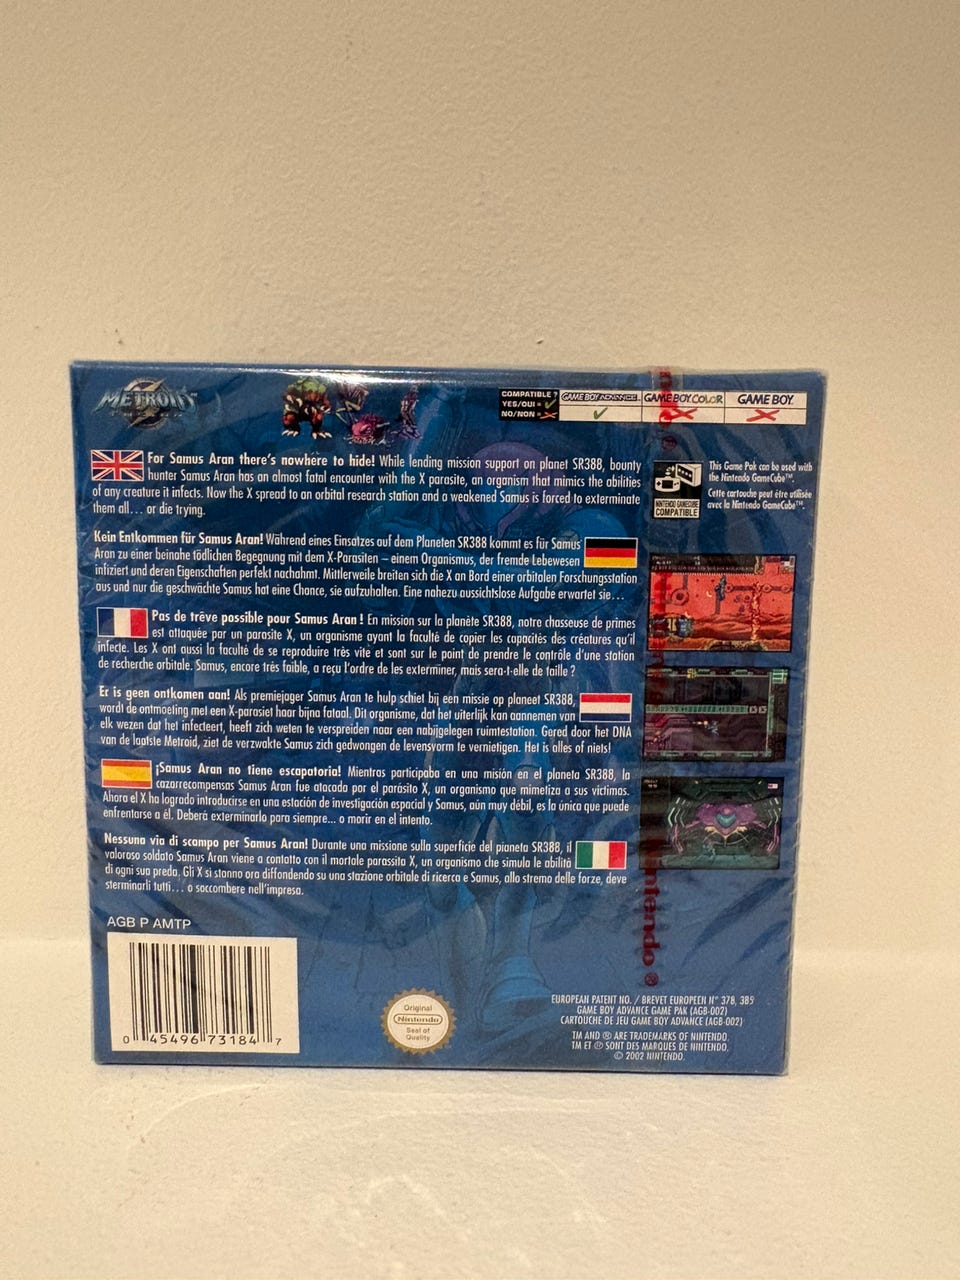 METROID
COMPATIBLE ?
YES/OUI =
NO/NON =
GAME BOY ADVANCE
GAME BOY COLOR
GAME BOY
For Samus Aran there's nowhere to hide! While lending mission support on planet SR388, bounty
hunter Samus Aran has an almost fatal encounter with the X parasite, an organism that mimics the abilities
of any creature it infects. Now the X spread to an orbital research station and a weakened Samus is forced to exterminate
them all... or die trying.
NINTENDO GAMECUBE
COMPATIBLE
This Game Pak can be used with
the Nintendo GameCube™.
Cette cartouche peut être utilisée
avec la Nintendo GameCube™.
Kein Entkommen für Samus Aran! Während eines Einsatzes auf dem Planeten SR388 kommt es für Samus
Aran zu einer beinahe tödlichen Begegnung mit dem X-Parasiten – einem Organismus, der fremde Lebewesen
infiziert und deren Eigenschaften perfekt nachahmt. Mittlerweile breiten sich die X an Bord einer orbitalen Forschungsstation
aus und nur die geschwächte Samus hat eine Chance, sie aufzuhalten. Eine nahezu aussichtslose Aufgabe erwartet sie...
Pas de trêve possible pour Samus Aran ! En mission sur la planète SR388, notre chasseuse de primes
est attaquée par un parasite X, un organisme ayant la faculté de copier les capacités des créatures qu'il
infecte. Les X ont aussi la faculté de se reproduire très vite et sont sur le point de prendre le contrôle d'une station
de recherche orbitale. Samus, encore très faible, a reçu l'ordre de les exterminer, mais sera-t-elle de taille ?
Er is geen ontkomen aan! Als premiejager Samus Aran te hulp schiet bij een missie op planeet SR388,
wordt de ontmoeting met een X-parasiet haar bijna fataal. Dit organisme, dat het uiterlijk kan aannemen van
elk wezen dat het infecteert, heeft zich weten te verspreiden naar een nabijgelegen ruimtestation. Gered door het DNA
van de laatste Metroid, ziet de verzwakte Samus zich gedwongen de levensvorm te vernietigen. Het is alles of niets!
¡Samus Aran no tiene escapatoria! Mientras participaba en una misión en el planeta SR388, la
cazarrecompensas Samus Aran fue atacada por el parásito X, un organismo que mimetiza a sus víctimas.
Ahora el X ha logrado introducirse en una estación de investigación espacial y Samus, aún muy débil, es la única que puede
enfrentarse a él. Deberá exterminarlo para siempre... o morir en el intento.
Nessuna via di scampo per Samus Aran! Durante una missione sulla superficie del pianeta SR388, il
valoroso soldato Samus Aran viene a contatto con il mortale parassita X, un organismo che simula le abilità
di ogni sua preda. Gli X si stanno ora diffondendo su una stazione orbitale di ricerca e Samus, allo stremo delle forze, deve
sterminarli tutti... o soccombere nell'impresa.
ntendo ®
AGB P AMTP
0 45496 73184 7
Original
Nintendo
Seal of
Quality
EUROPEAN PATENT NO. / BREVET EUROPEEN N° 378, 385
GAME BOY ADVANCE GAME PAK (AGB-002)
CARTOUCHE DE JEU GAME BOY ADVANCE (AGB-002)
TM AND ® ARE TRADEMARKS OF NINTENDO.
TM ET ® SONT DES MARQUES DE NINTENDO.
© 2002 NINTENDO.